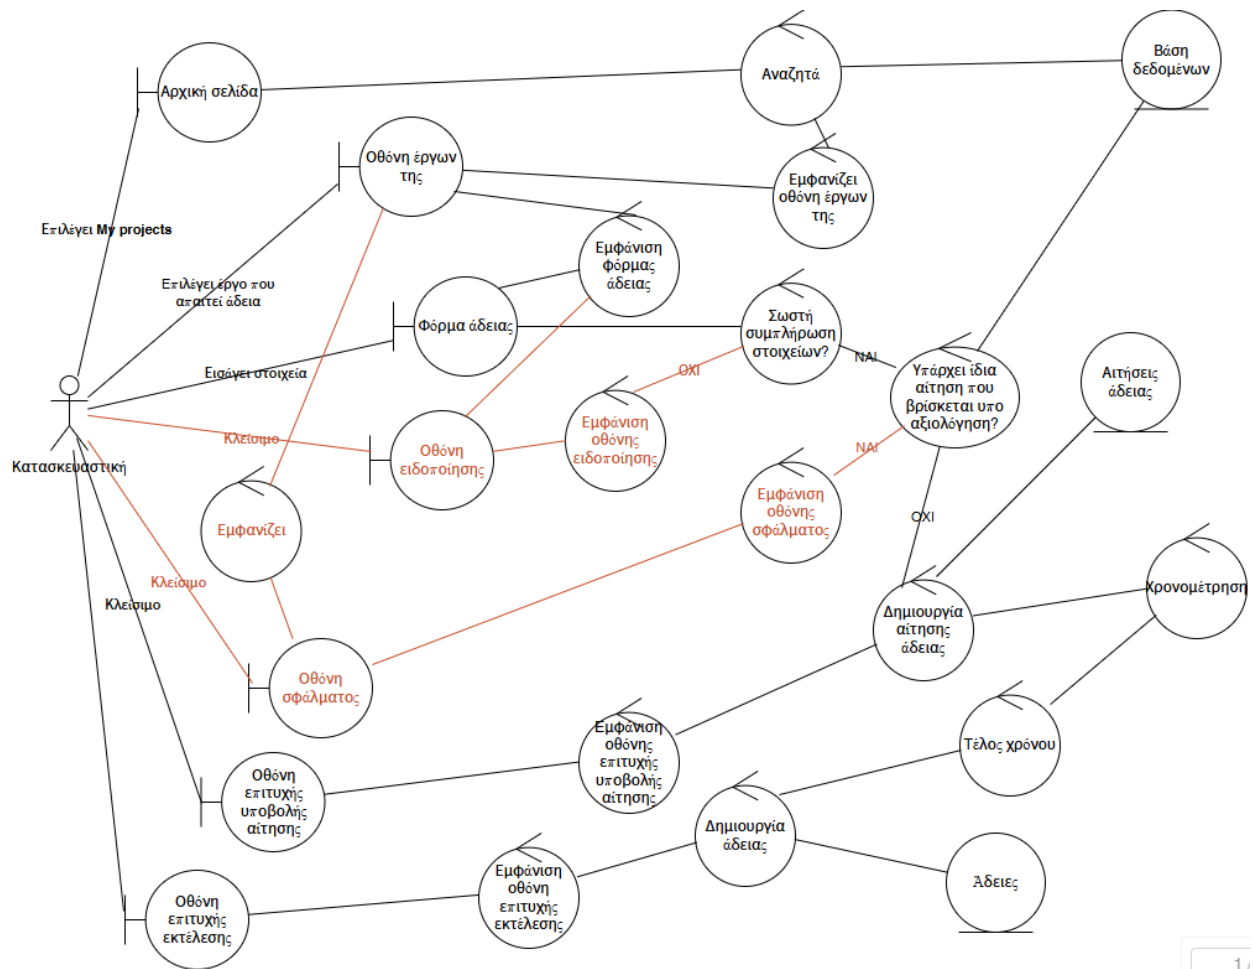 Βάση
δεδομένων
Αναζητά
Αρχική σελίδα
Οθόνη έργων
της
Εμφανίζει
οθόνη έργων
της
Επιλέγει My projects
Εμφάνιση
φόρμας
άδειας
Επιλέγει έργο που
απαιτεί άδεια
Φόρμα άδειας
Σωστή
συμπλήρωση
στοιχείων?
ΝΑΙ
Υπάρχει ίδια
αίτηση που
βρίσκεται υπο
αξιολόγηση?
Αιτήσεις
άδειας
Εισάγει στοιχεία
ΟΧΙ
Κλείσιμο
Οθόνη
ειδοποίησης
Εμφάνιση
οθόνης
ειδοποίησης
ΝΑΙ
Κατασκευαστική
Εμφανίζει
Εμφάνιση
οθόνης
σφάλματος
ΟΧΙ
Κλείσιμο
Κλείσιμο
Χρονομέτρηση
Δημιουργία
αίτησης
άδειας
Οθόνη
σφάλματος
Εμφάνιση
οθόνης
επιτυχής
υποβολής
αίτησης
Τέλος χρόνου
Οθόνη
επιτυχής
υποβολής
αίτησης
Δημιουργία
άδειας
Εμφάνιση
οθόνη
επιτυχής
εκτέλεσης
Άδειες
Οθόνη
επιτυχής
εκτέλεσης
1 /